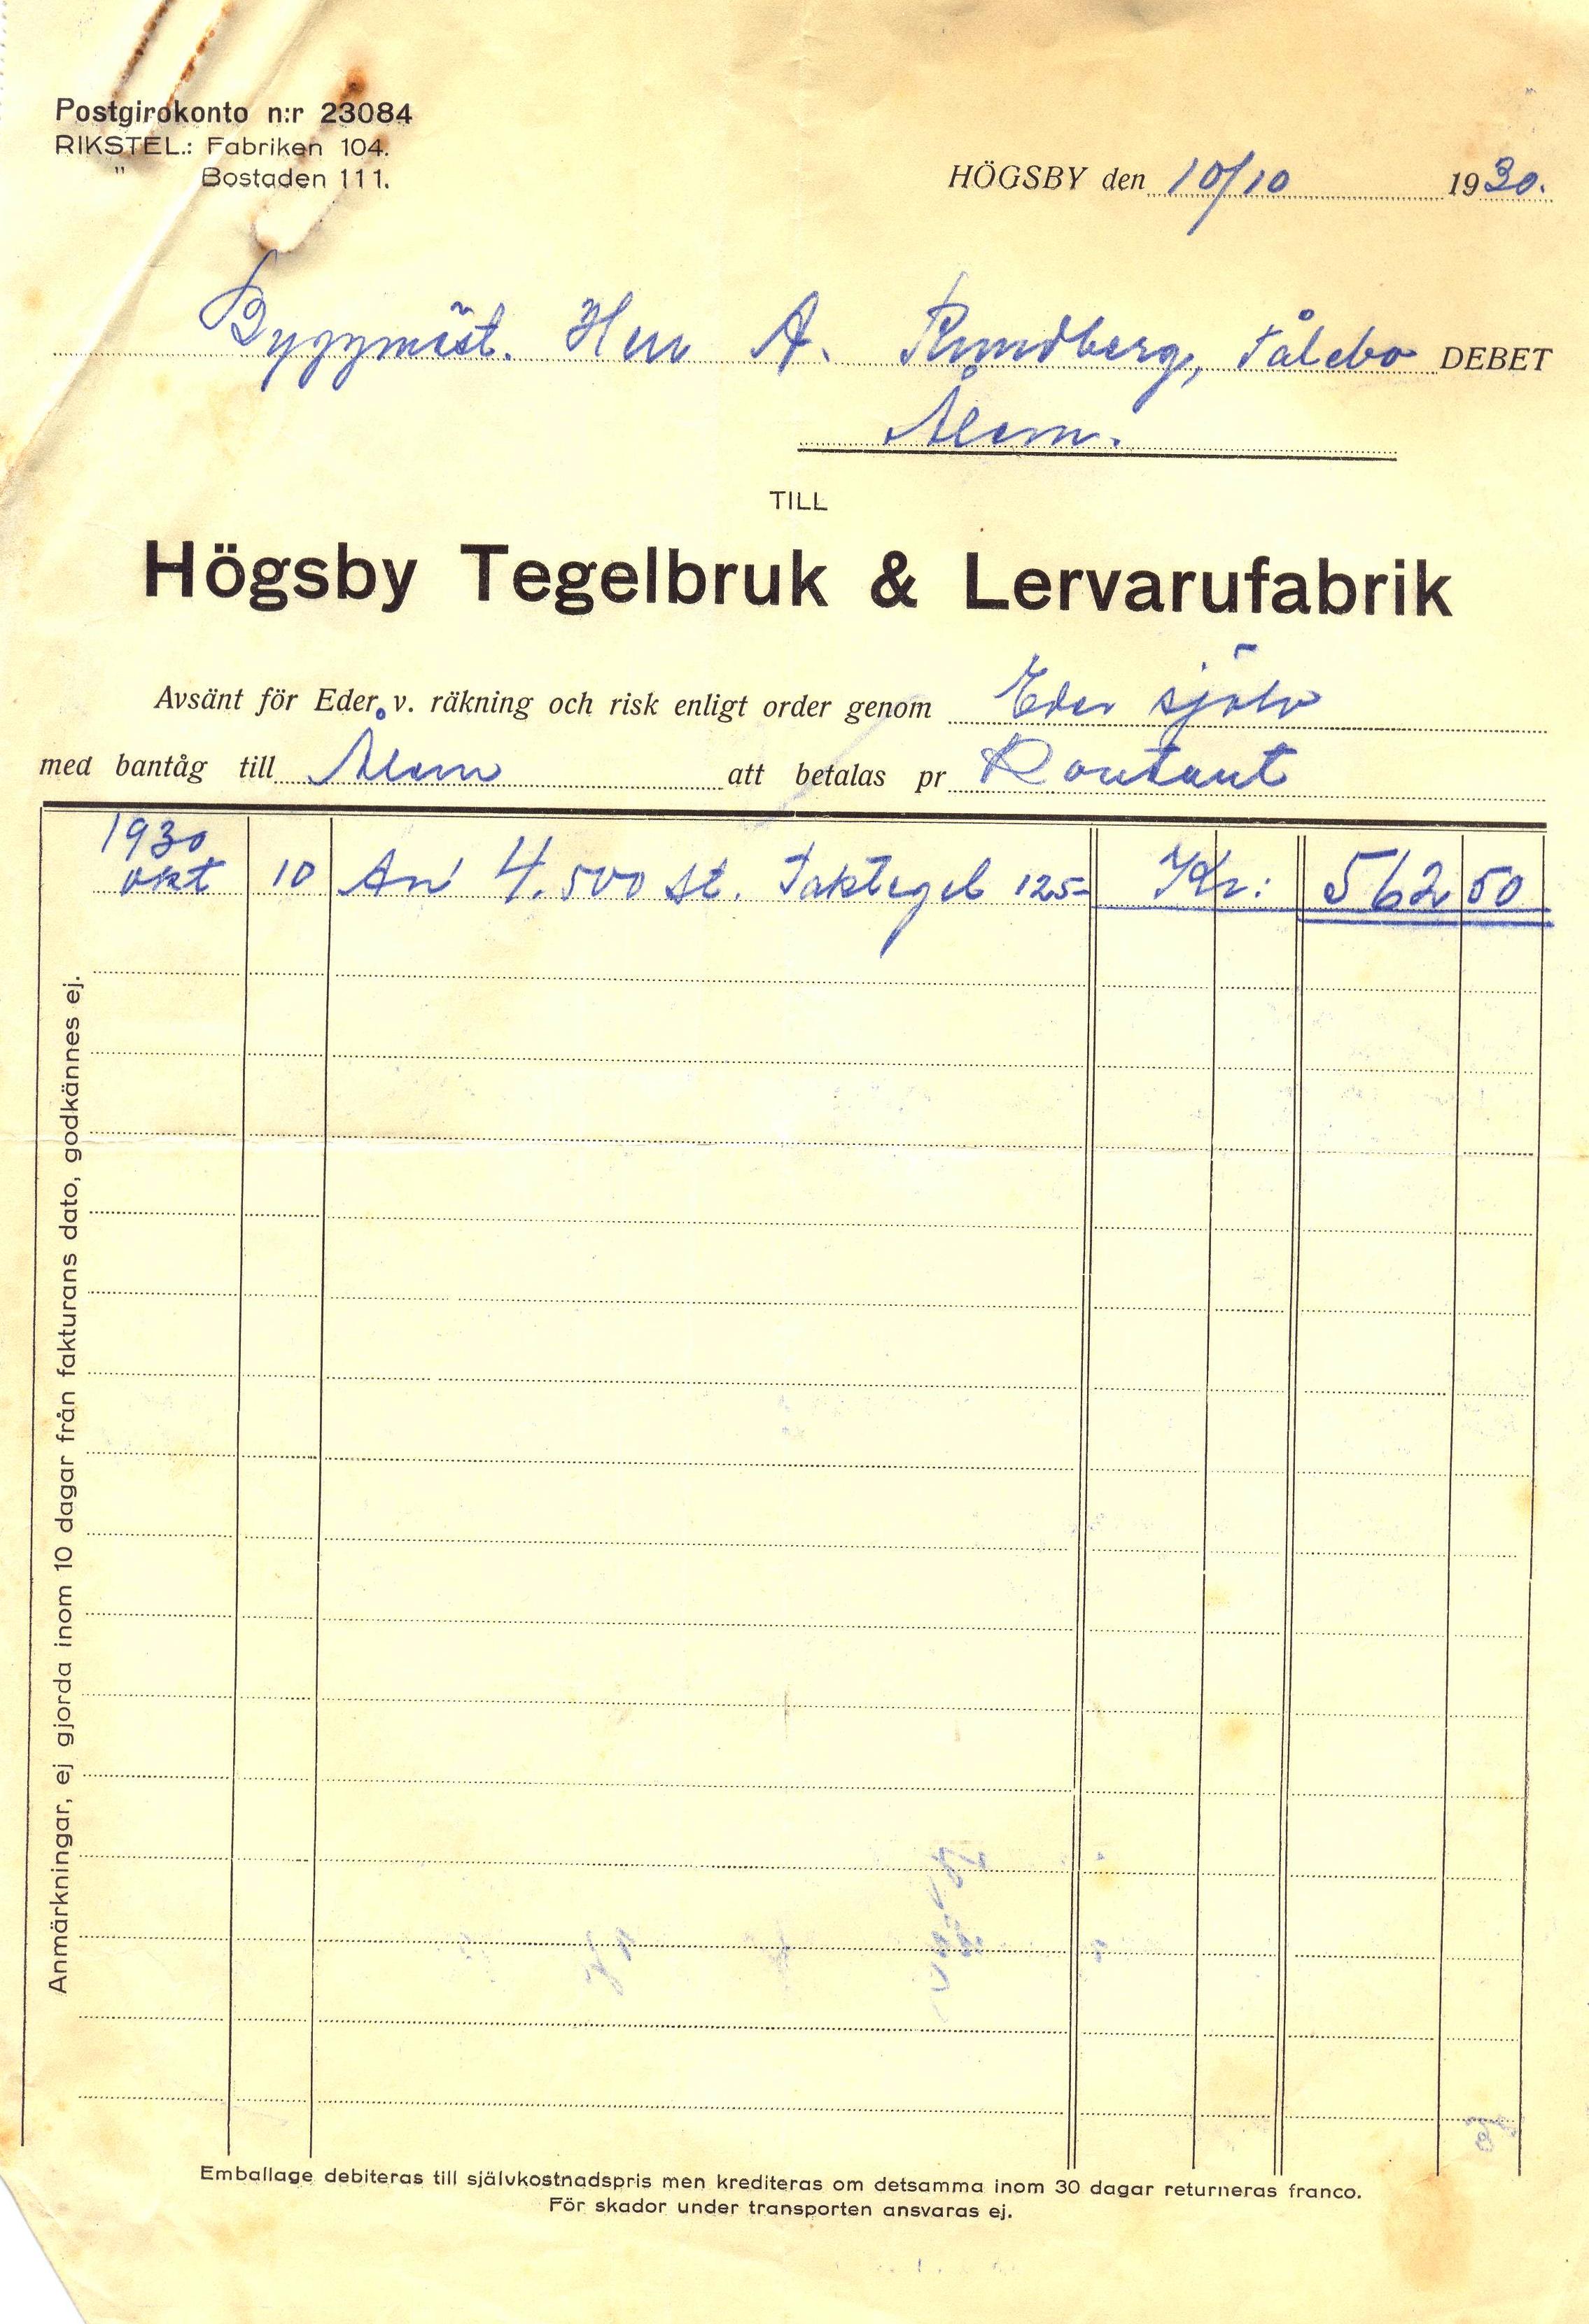 Postgirokonto n:r 23084
RIKSTEL.: Fabriken 104.
" Bostaden 111.
HÖGSBY den 10/10 1930.
Byggmäst. Herr A. Rundberg, Tålebo DEBET
Ålem.
TILL
Högsby Tegelbruk & Lervarufabrik
Avsänt för Eder v. räkning och risk enligt order genom Eder själv
med bantåg till Ålem att betalas pr Kontant
1930
okt 10 An 4.500 st. Taktegel 125= Kr: 562 50
Anmärkningar, ej gjorda inom 10 dagar från fakturans dato, godkännes ej.
Emballage debiteras till självkostnadspris men krediteras om detsamma inom 30 dagar returneras franco.
För skador under transporten ansvaras ej.